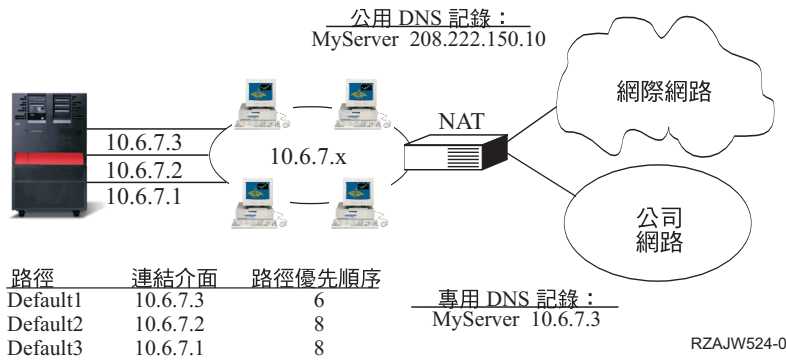 公用 DNS 記錄：
MyServer 208.222.150.10
網際網路
NAT
10.6.7.3
10.6.7.2
10.6.7.1
10.6.7.x
公司
網路
路徑 連結介面 路徑優先順序
Default1 10.6.7.3 6
Default2 10.6.7.2 8
Default3 10.6.7.1 8
專用 DNS 記錄：
MyServer 10.6.7.3
RZAJW524-0